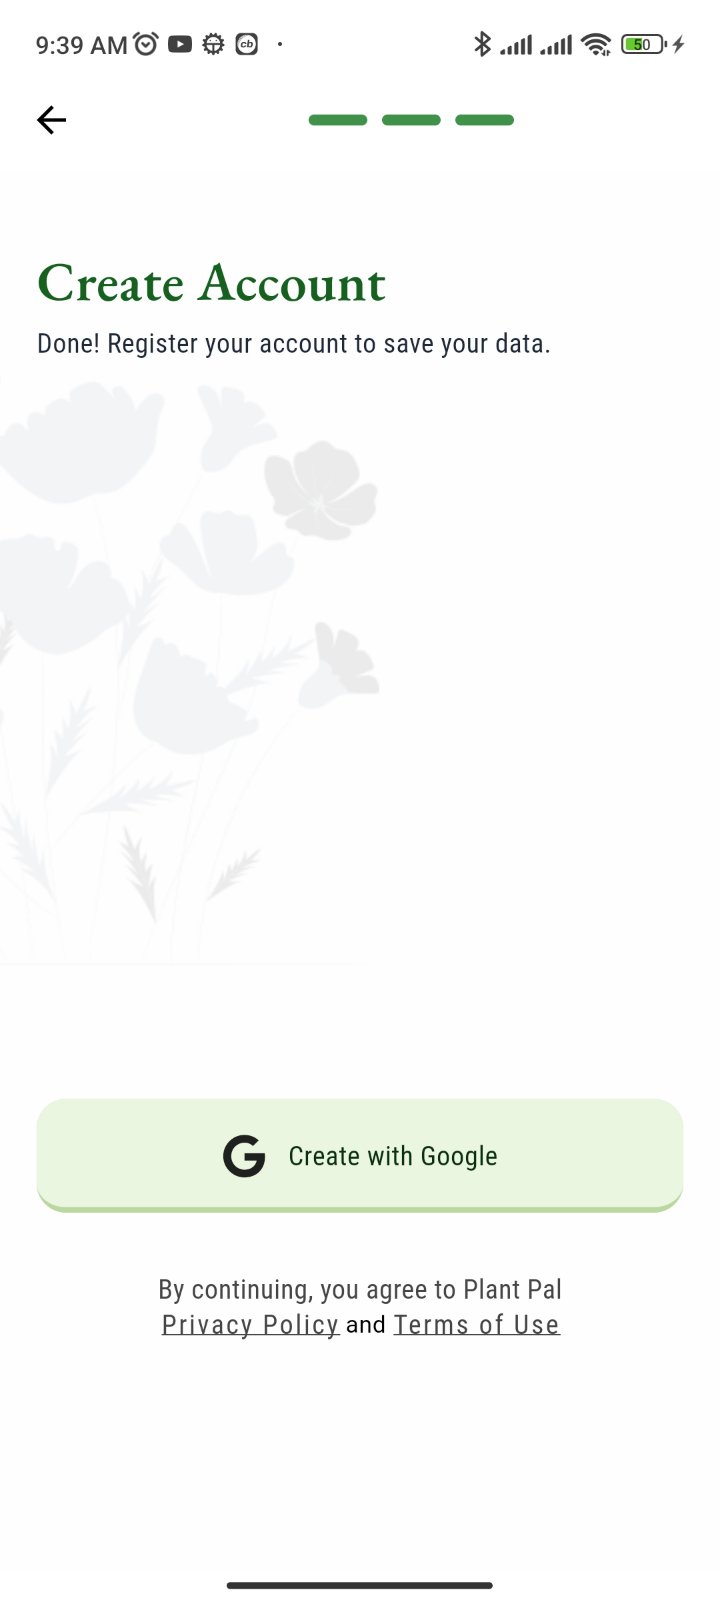 9:39 AM
cb
50
Create Account
Done! Register your account to save your data.
G Create with Google
By continuing, you agree to Plant Pal
Privacy Policy and Terms of Use